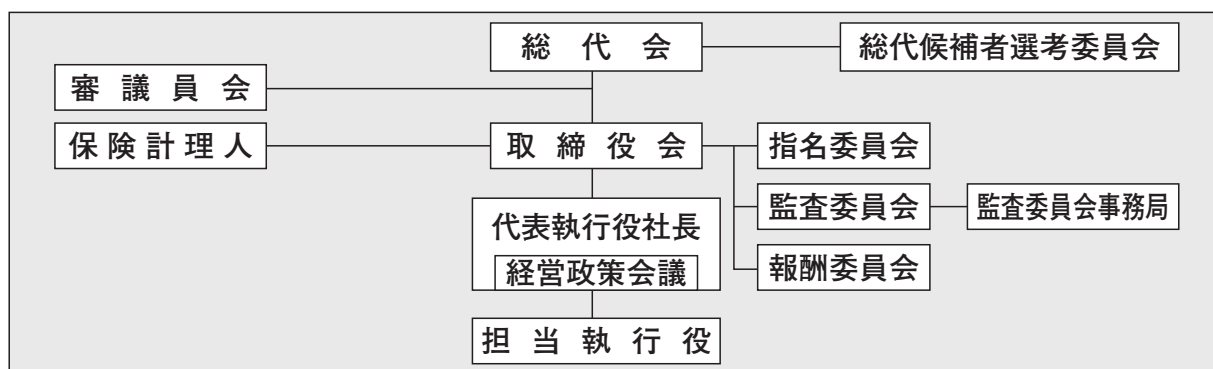 総代会
総代候補者選考委員会
審議員会
保険計理人
取締役会
指名委員会
監査委員会
監査委員会事務局
代表執行役社長
経営政策会議
報酬委員会
担当執行役